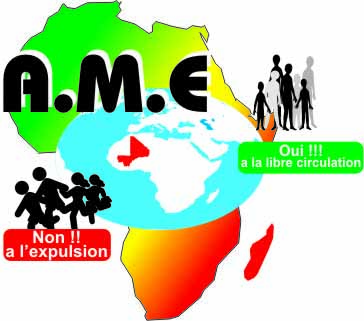 A.M.E
Oui !!!
a la libre circulation
Non !!
a l'expulsion